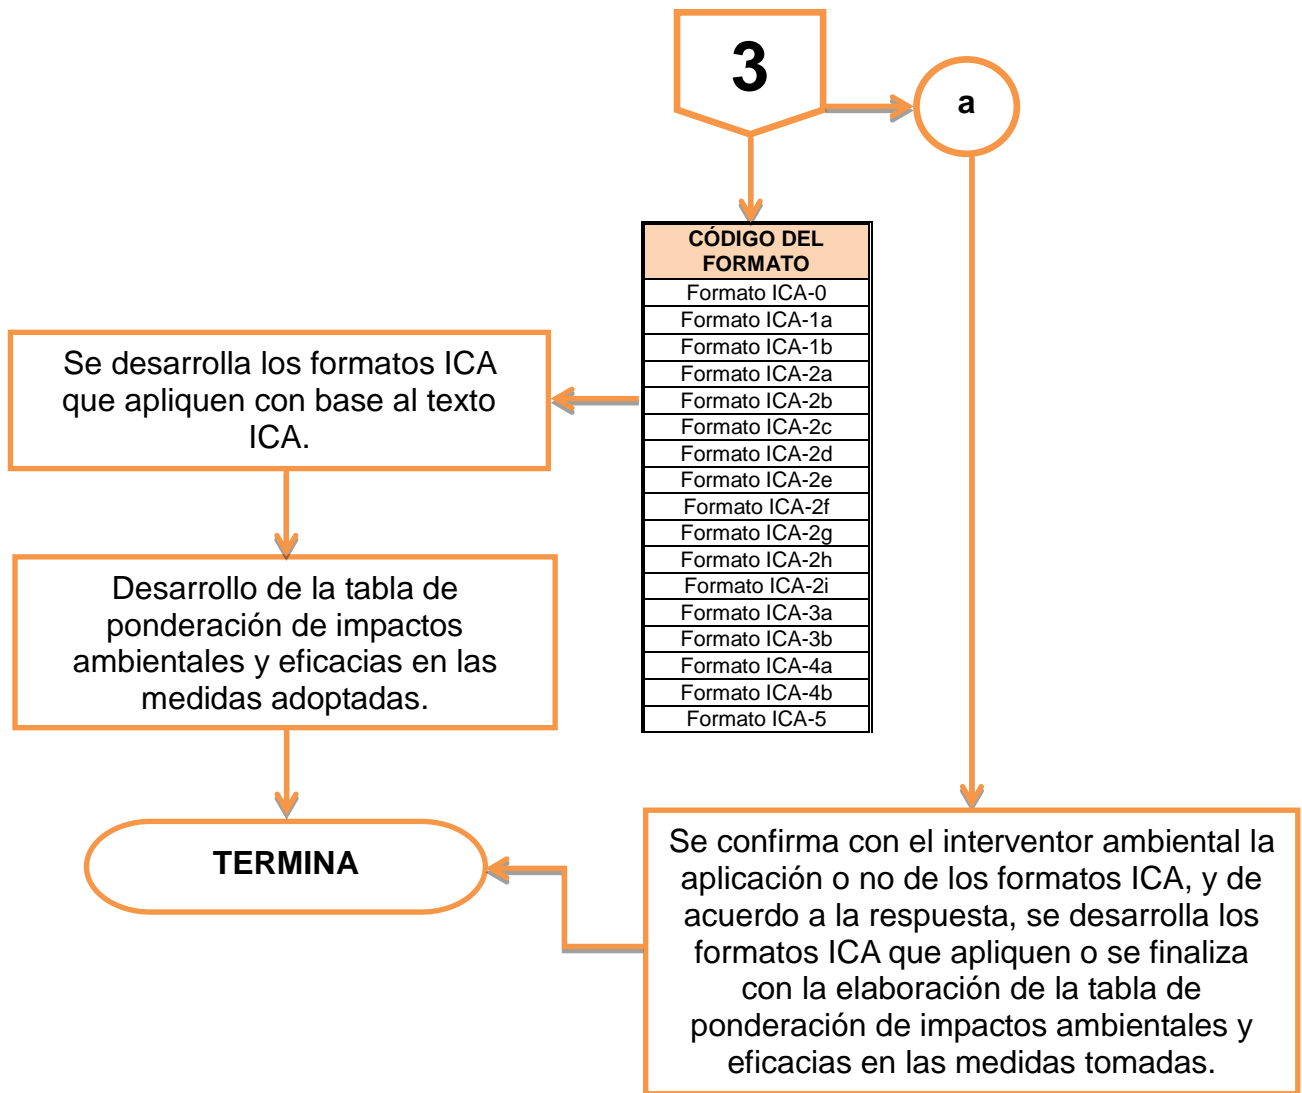 3
a
CÓDIGO DEL
FORMATO
Formato ICA-0
Formato ICA-1a
Formato ICA-1b
Formato ICA-2a
Formato ICA-2b
Formato ICA-2c
Formato ICA-2d
Formato ICA-2e
Formato ICA-2f
Formato ICA-2g
Formato ICA-2h
Formato ICA-2i
Formato ICA-3a
Formato ICA-3b
Formato ICA-4a
Formato ICA-4b
Formato ICA-5
Se desarrolla los formatos ICA
que apliquen con base al texto
ICA.
Desarrollo de la tabla de
ponderación de impactos
ambientales y eficacias en las
medidas adoptadas.
TERMINA
Se confirma con el interventor ambiental la
aplicación o no de los formatos ICA, y de
acuerdo a la respuesta, se desarrolla los
formatos ICA que apliquen o se finaliza
con la elaboración de la tabla de
ponderación de impactos ambientales y
eficacias en las medidas tomadas.